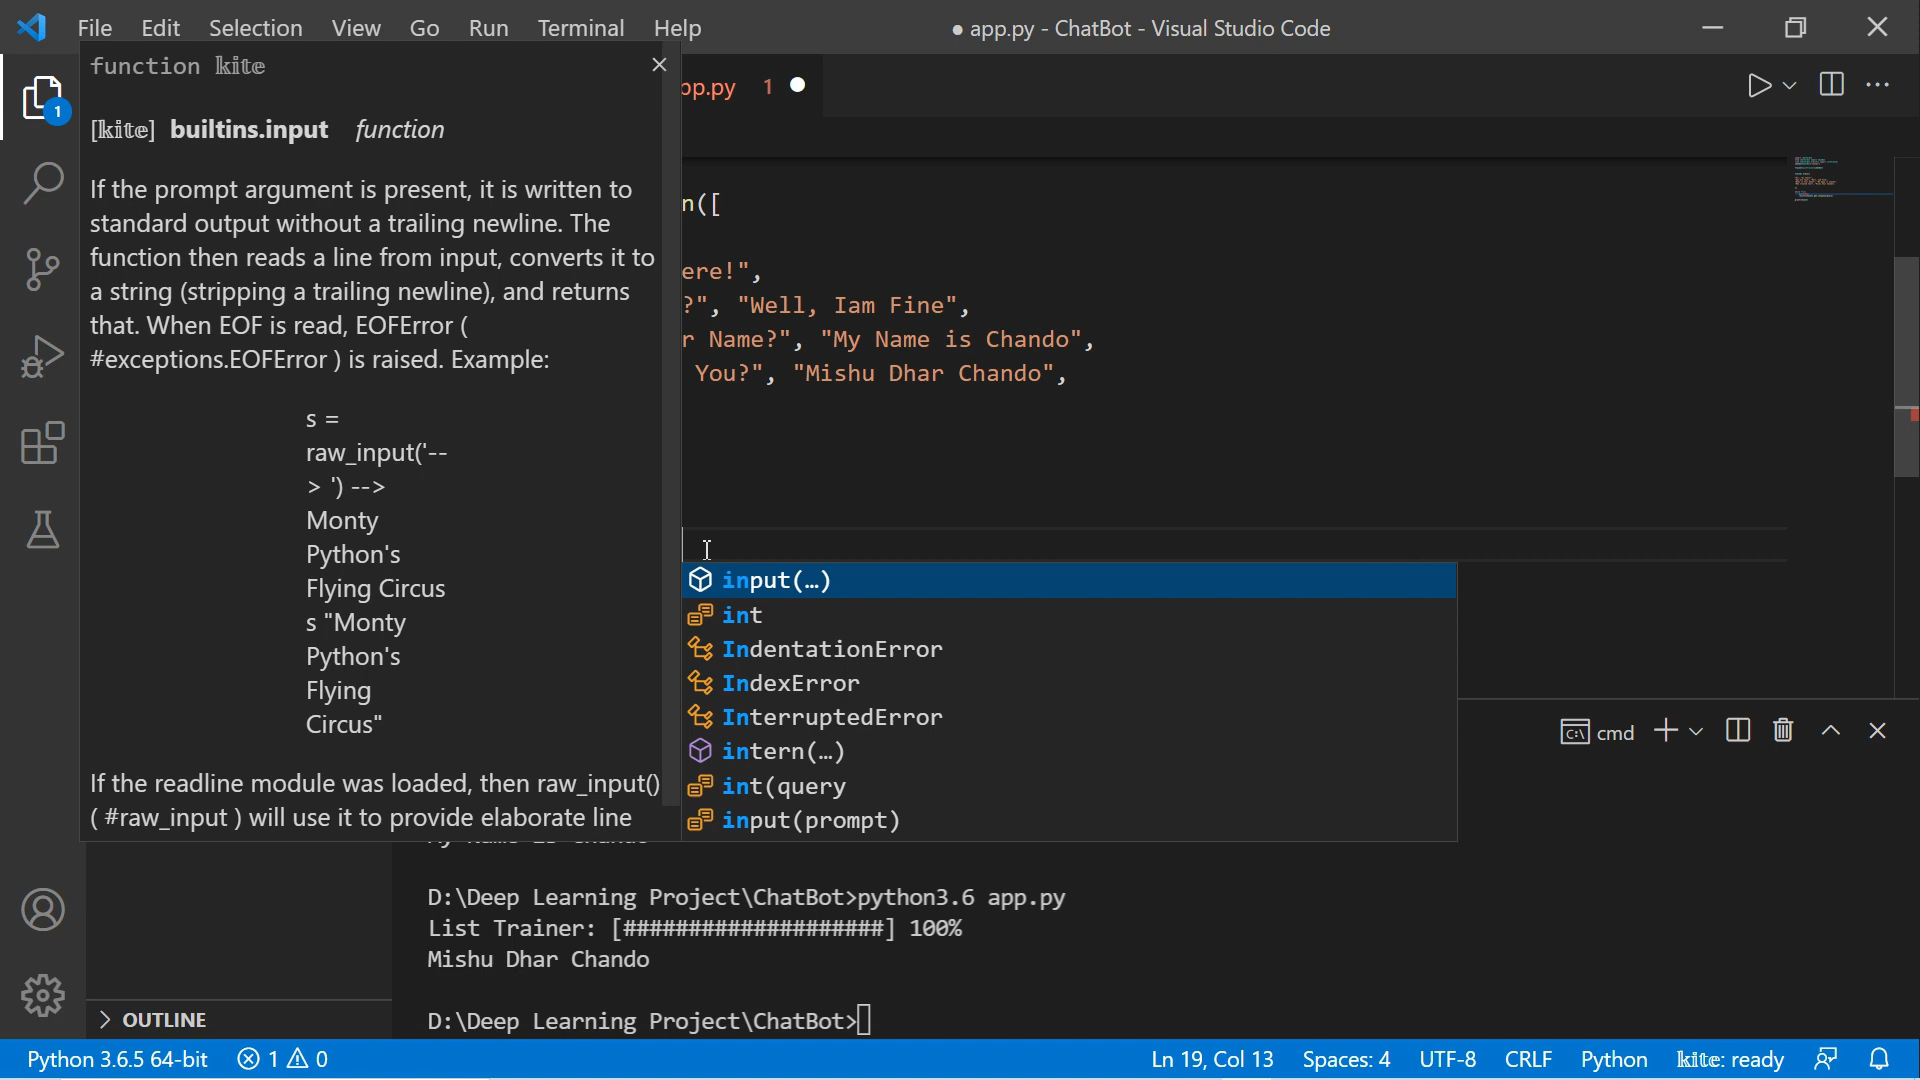 File Edit Selection View Go Run Terminal Help
● app.py - ChatBot - Visual Studio Code
function kite
[kite] builtins.input function
If the prompt argument is present, it is written to
standard output without a trailing newline. The
function then reads a line from input, converts it to
a string (stripping a trailing newline), and returns
that. When EOF is read, EOFError (
#exceptions.EOFError ) is raised. Example:
s =
raw_input('--
> ') -->
Monty
Python's
Flying Circus
s "Monty
Python's
Flying
Circus"
If the readline module was loaded, then raw_input()
( #raw_input ) will use it to provide elaborate line
pp.py 1
n([
ere!",
?", "Well, Iam Fine",
r Name?", "My Name is Chando",
You?", "Mishu Dhar Chando",
input(…)
int
IndentationError
IndexError
InterruptedError
intern(…)
int(query
input(prompt)
1
cmd
D:\Deep Learning Project\ChatBot>python3.6 app.py
List Trainer: [####################] 100%
Mishu Dhar Chando
D:\Deep Learning Project\ChatBot>
OUTLINE
Python 3.6.5 64-bit 1 0
Ln 19, Col 13 Spaces: 4 UTF-8 CRLF Python kite: ready